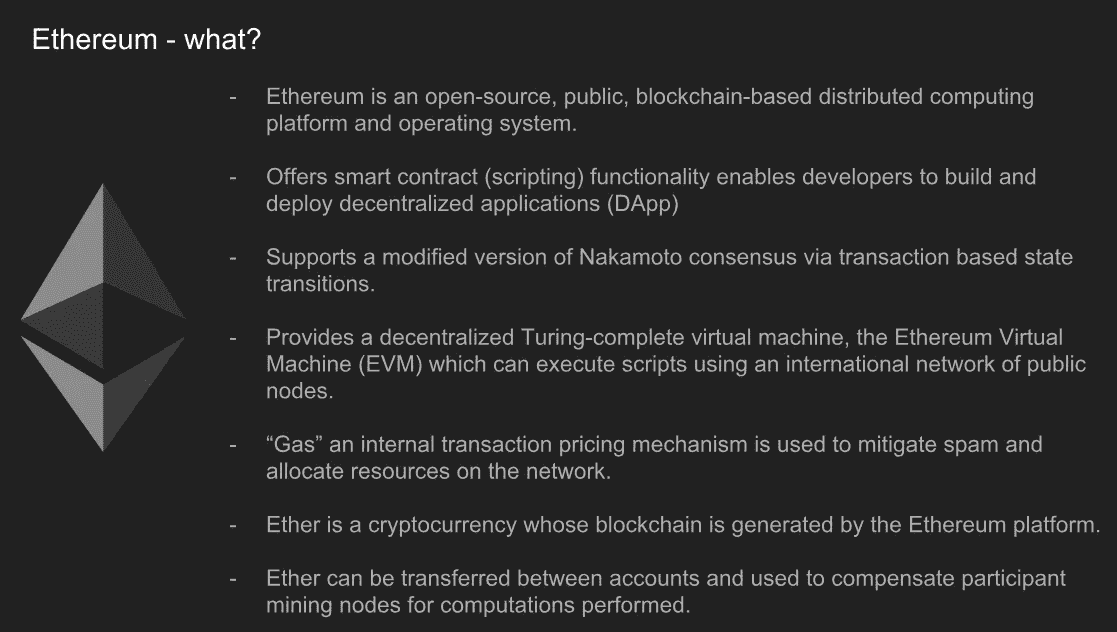 Ethereum - what?
- Ethereum is an open-source, public, blockchain-based distributed computing
platform and operating system.
- Offers smart contract (scripting) functionality enables developers to build and
deploy decentralized applications (DApp)
- Supports a modified version of Nakamoto consensus via transaction based state
transitions.
- Provides a decentralized Turing-complete virtual machine, the Ethereum Virtual
Machine (EVM) which can execute scripts using an international network of public
nodes.
- “Gas” an internal transaction pricing mechanism is used to mitigate spam and
allocate resources on the network.
- Ether is a cryptocurrency whose blockchain is generated by the Ethereum platform.
- Ether can be transferred between accounts and used to compensate participant
mining nodes for computations performed.